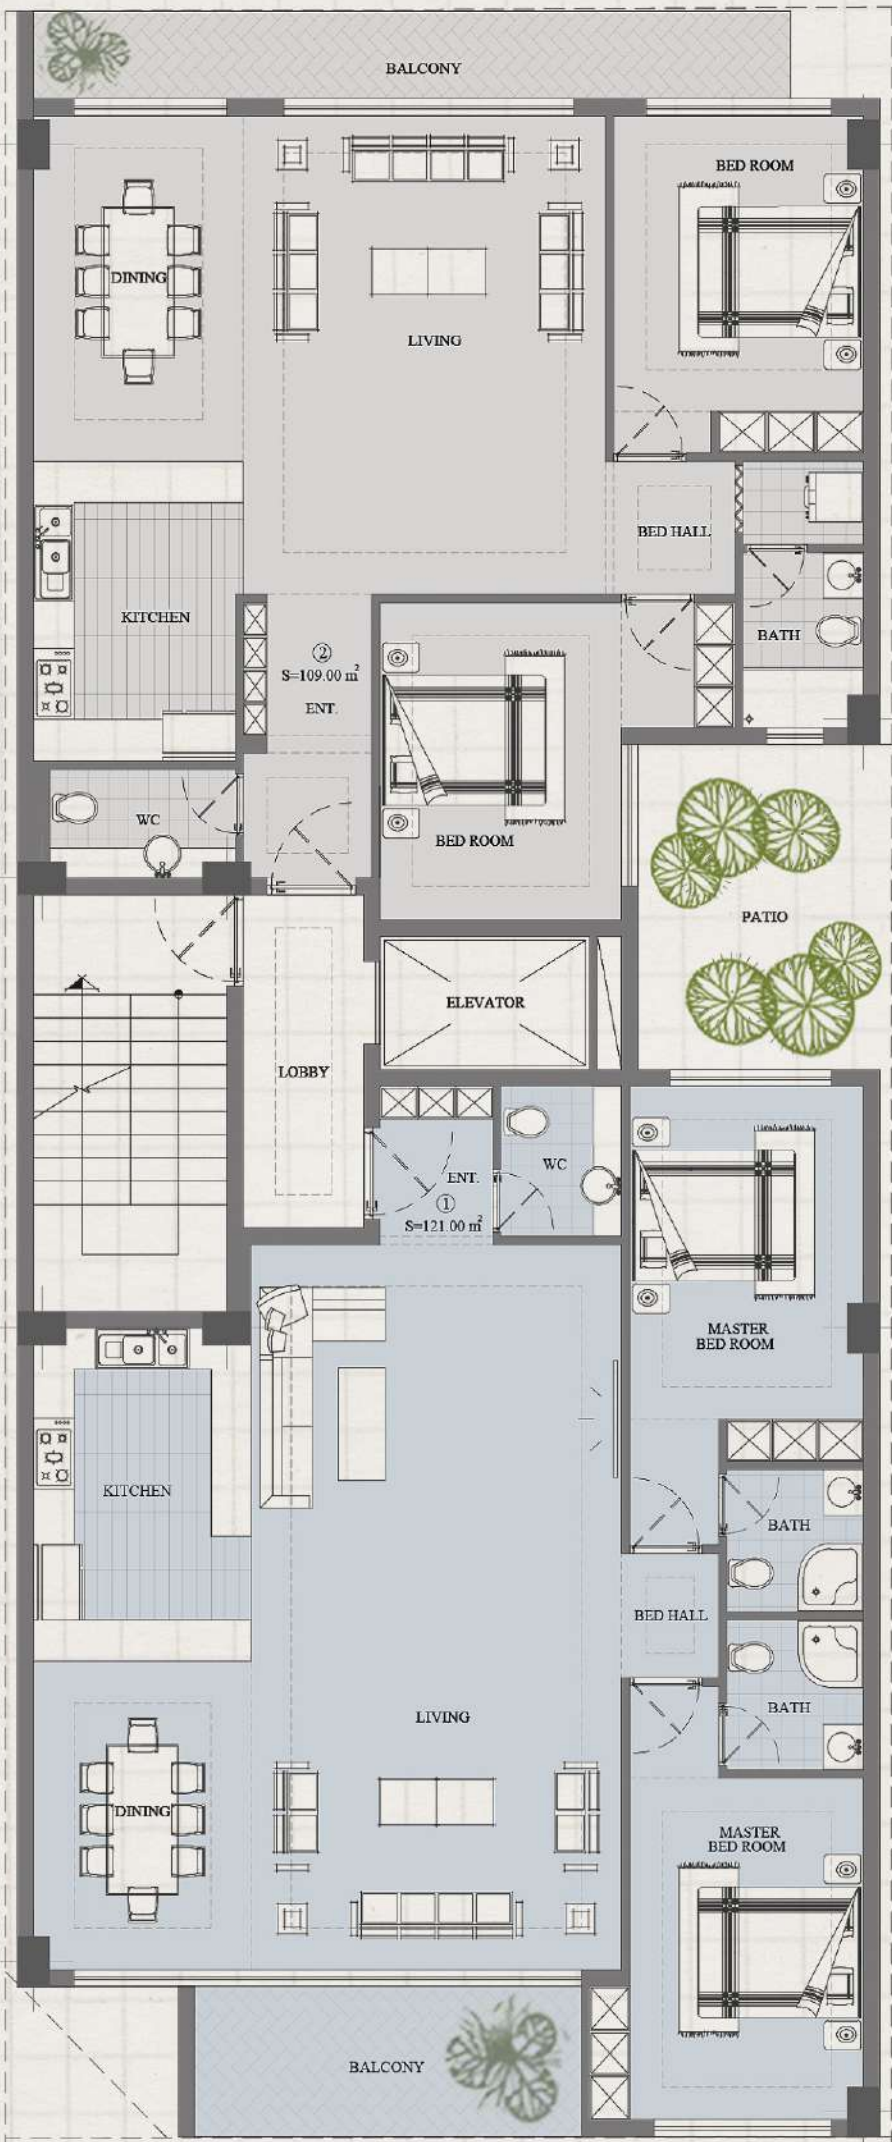 BALCONY
BED ROOM
DINING
LIVING
BED HALL
KITCHEN
BATH
②
S=109.00 m²
ENT.
WC
BED ROOM
PATIO
ELEVATOR
LOBBY
WC
ENT.
①
S=121.00 m²
MASTER
BED ROOM
KITCHEN
BATH
BED HALL
BATH
LIVING
DINING
MASTER
BED ROOM
BALCONY